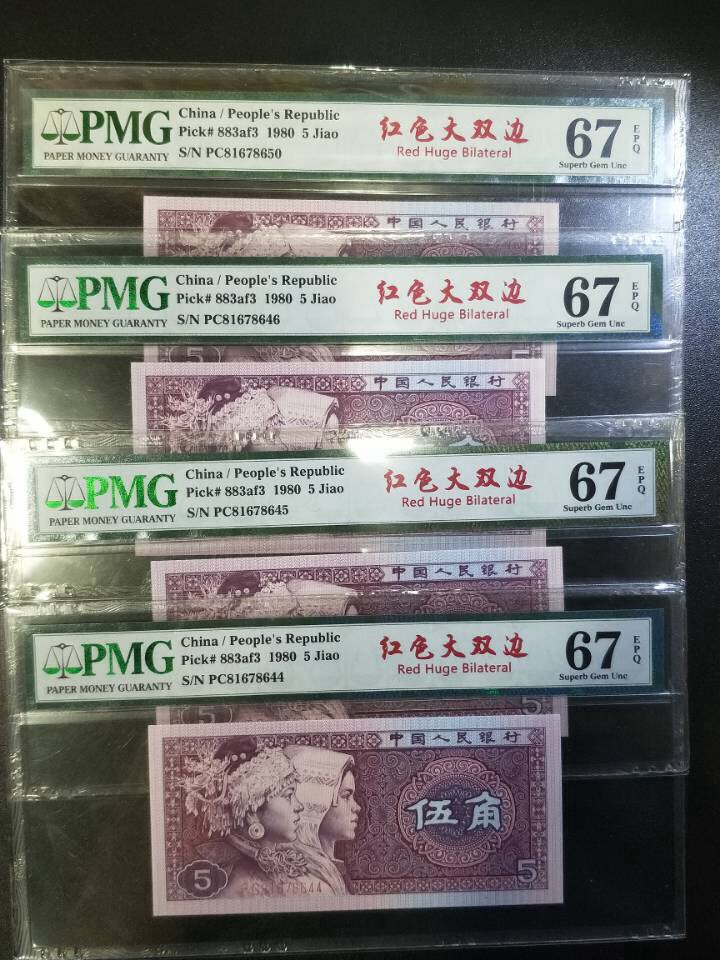 PMG
PAPER MONEY GUARANTY
China / People's Republic
Pick# 883af3 1980 5 Jiao
S/N PC81678650
红色大双边
Red Huge Bilateral
67
EPQ
Superb Gem Unc
中国人民银行
PMG
PAPER MONEY GUARANTY
China / People's Republic
Pick# 883af3 1980 5 Jiao
S/N PC81678646
红色大双边
Red Huge Bilateral
67
EPQ
Superb Gem Unc
5
5
中国人民银行
PMG
PAPER MONEY GUARANTY
China / People's Republic
Pick# 883af3 1980 5 Jiao
S/N PC81678645
红色大双边
Red Huge Bilateral
67
EPQ
Superb Gem Unc
中国人民银行
PMG
PAPER MONEY GUARANTY
China / People's Republic
Pick# 883af3 1980 5 Jiao
S/N PC81678644
红色大双边
Red Huge Bilateral
67
EPQ
Superb Gem Unc
5
5
中国人民银行
伍角
5
5